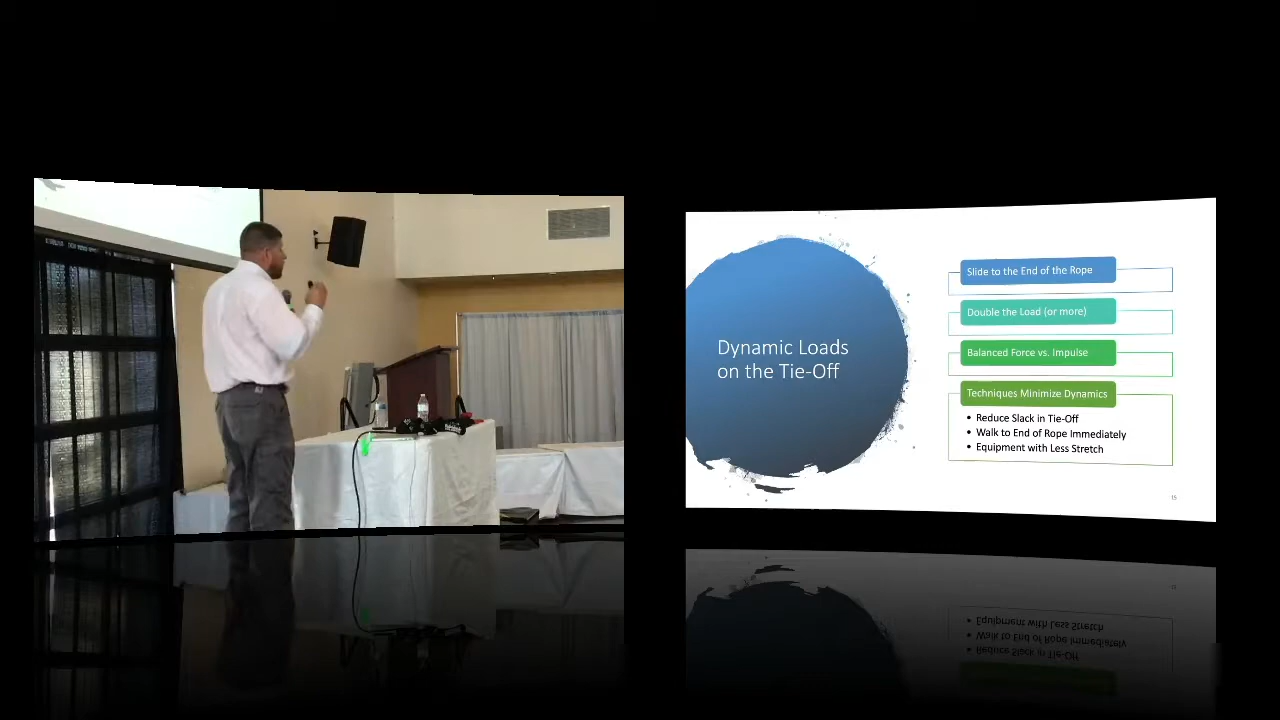 Dynamic Loads
on the Tie-Off
Slide to the End of the Rope
Double the Load (or more)
Balanced Force vs. Impulse
Techniques Minimize Dynamics
• Reduce Slack in Tie-Off
• Walk to End of Rope Immediately
• Equipment with Less Stretch
15